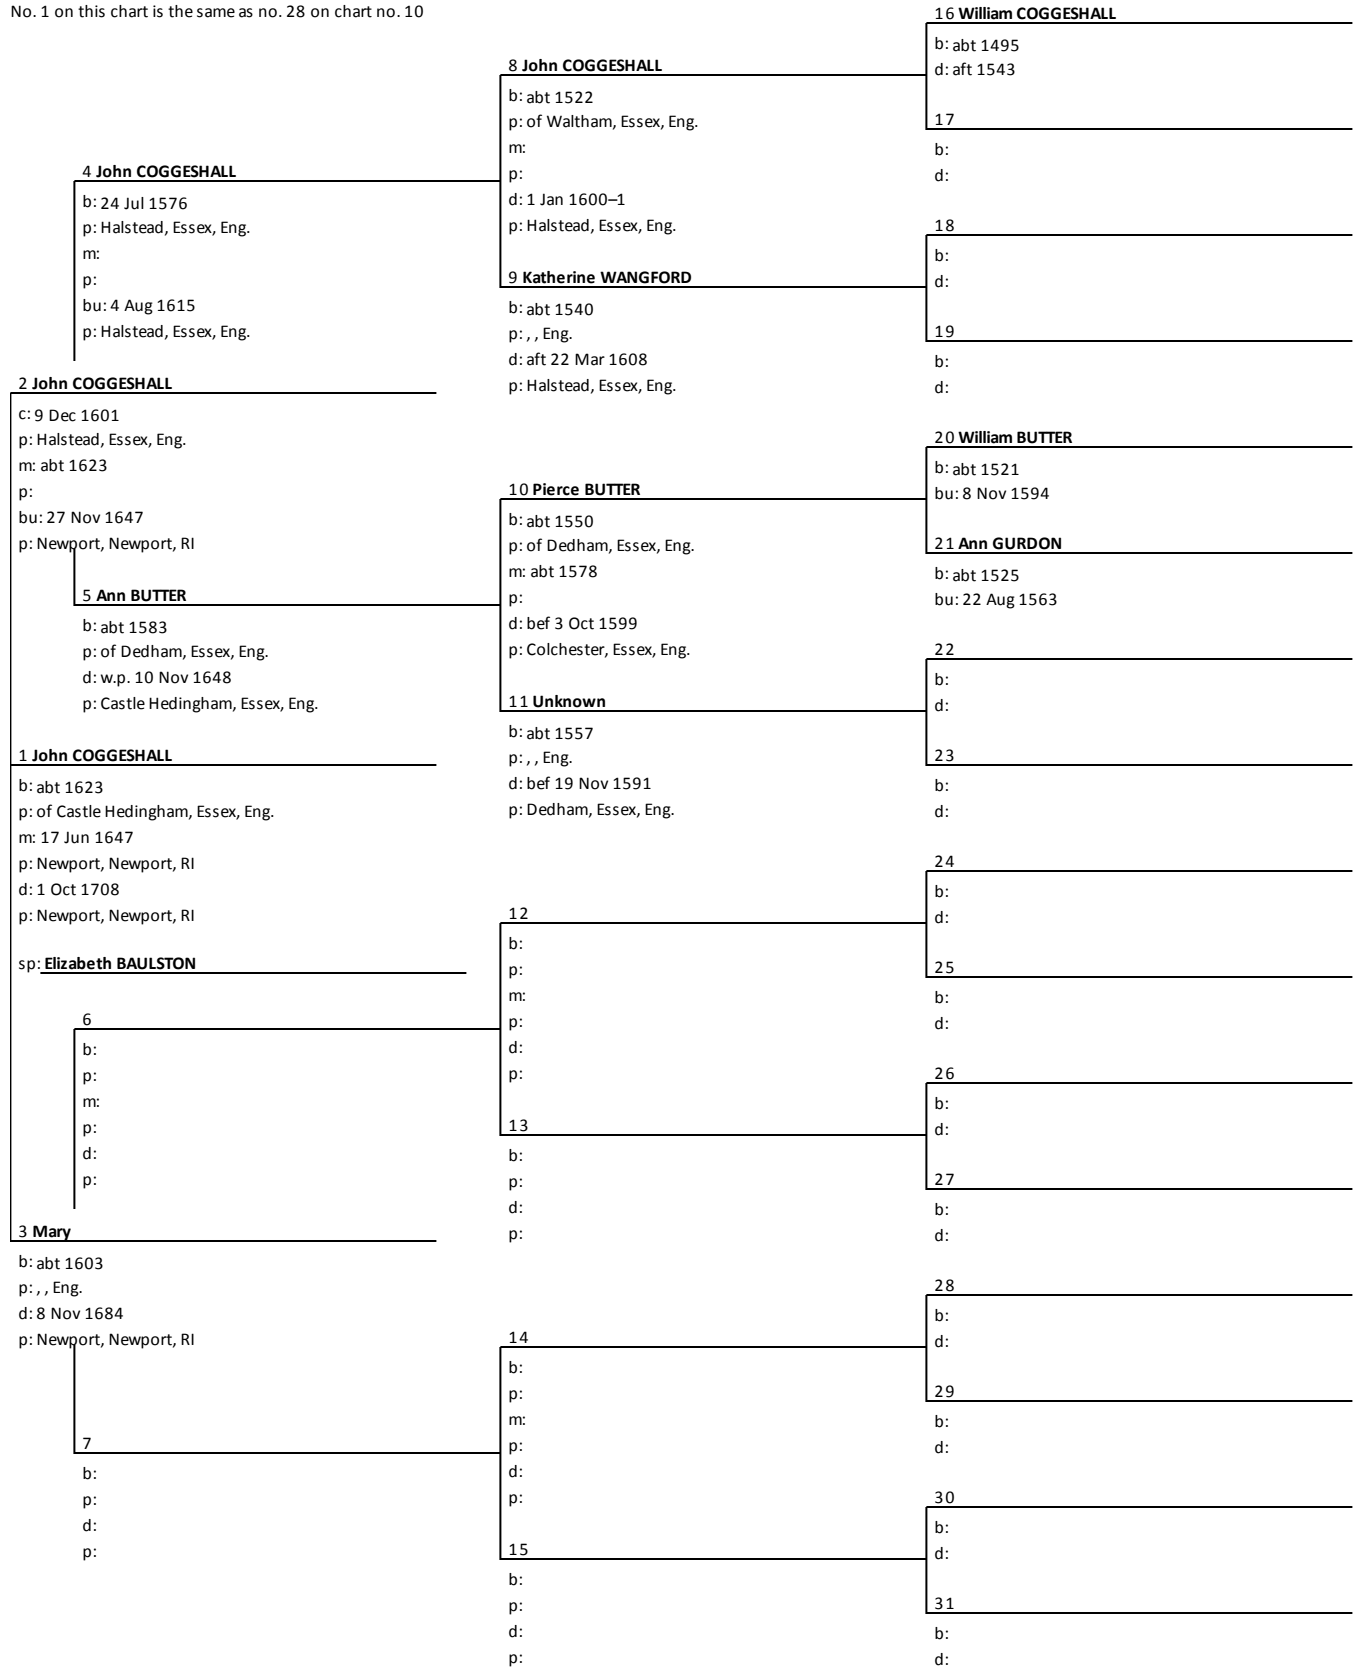 No. 1 on this chart is the same as no. 28 on chart no. 10
16 William COGGESHALL
b: abt 1495
d: aft 1543
8 John COGGESHALL
b: abt 1522
p: of Waltham, Essex, Eng.
m:
p:
d: 1 Jan 1600–1
p: Halstead, Essex, Eng.
17
b:
d:
4 John COGGESHALL
b: 24 Jul 1576
p: Halstead, Essex, Eng.
m:
p:
bu: 4 Aug 1615
p: Halstead, Essex, Eng.
18
b:
d:
9 Katherine WANGFORD
b: abt 1540
p: , , Eng.
d: aft 22 Mar 1608
p: Halstead, Essex, Eng.
19
b:
d:
2 John COGGESHALL
c: 9 Dec 1601
p: Halstead, Essex, Eng.
m: abt 1623
p:
bu: 27 Nov 1647
p: Newport, Newport, RI
20 William BUTTER
b: abt 1521
bu: 8 Nov 1594
10 Pierce BUTTER
b: abt 1550
p: of Dedham, Essex, Eng.
m: abt 1578
p:
d: bef 3 Oct 1599
p: Colchester, Essex, Eng.
21 Ann GURDON
b: abt 1525
bu: 22 Aug 1563
5 Ann BUTTER
b: abt 1583
p: of Dedham, Essex, Eng.
d: w.p. 10 Nov 1648
p: Castle Hedingham, Essex, Eng.
22
b:
d:
11 Unknown
b: abt 1557
p: , , Eng.
d: bef 19 Nov 1591
p: Dedham, Essex, Eng.
23
b:
d:
1 John COGGESHALL
b: abt 1623
p: of Castle Hedingham, Essex, Eng.
m: 17 Jun 1647
p: Newport, Newport, RI
d: 1 Oct 1708
p: Newport, Newport, RI
sp: Elizabeth BAULSTON
24
b:
d:
12
b:
p:
m:
p:
d:
p:
25
b:
d:
6
b:
p:
m:
p:
d:
p:
26
b:
d:
13
b:
p:
d:
p:
27
b:
d:
3 Mary
b: abt 1603
p: , , Eng.
d: 8 Nov 1684
p: Newport, Newport, RI
28
b:
d:
14
b:
p:
m:
p:
d:
p:
29
b:
d:
7
b:
p:
d:
p:
30
b:
d:
15
b:
p:
d:
p:
31
b:
d: